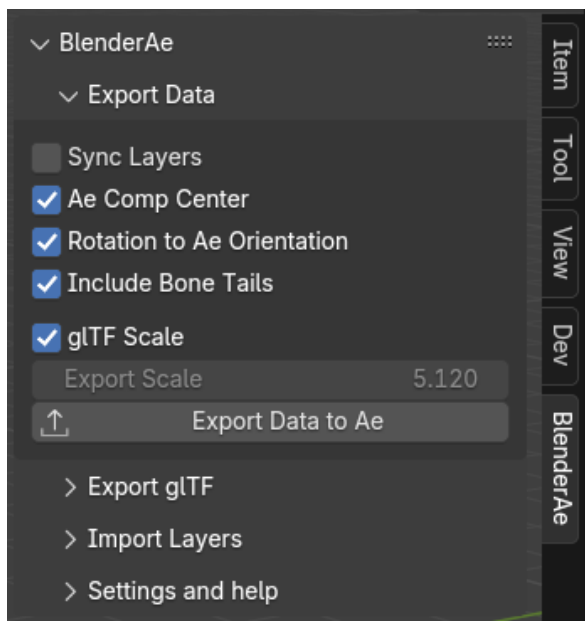 BlenderAe
Export Data
Sync Layers
Ae Comp Center
Rotation to Ae Orientation
Include Bone Tails
glTF Scale
Export Scale 5.120
Export Data to Ae
Export glTF
Import Layers
Settings and help
Item
Tool
View
Dev
BlenderAe